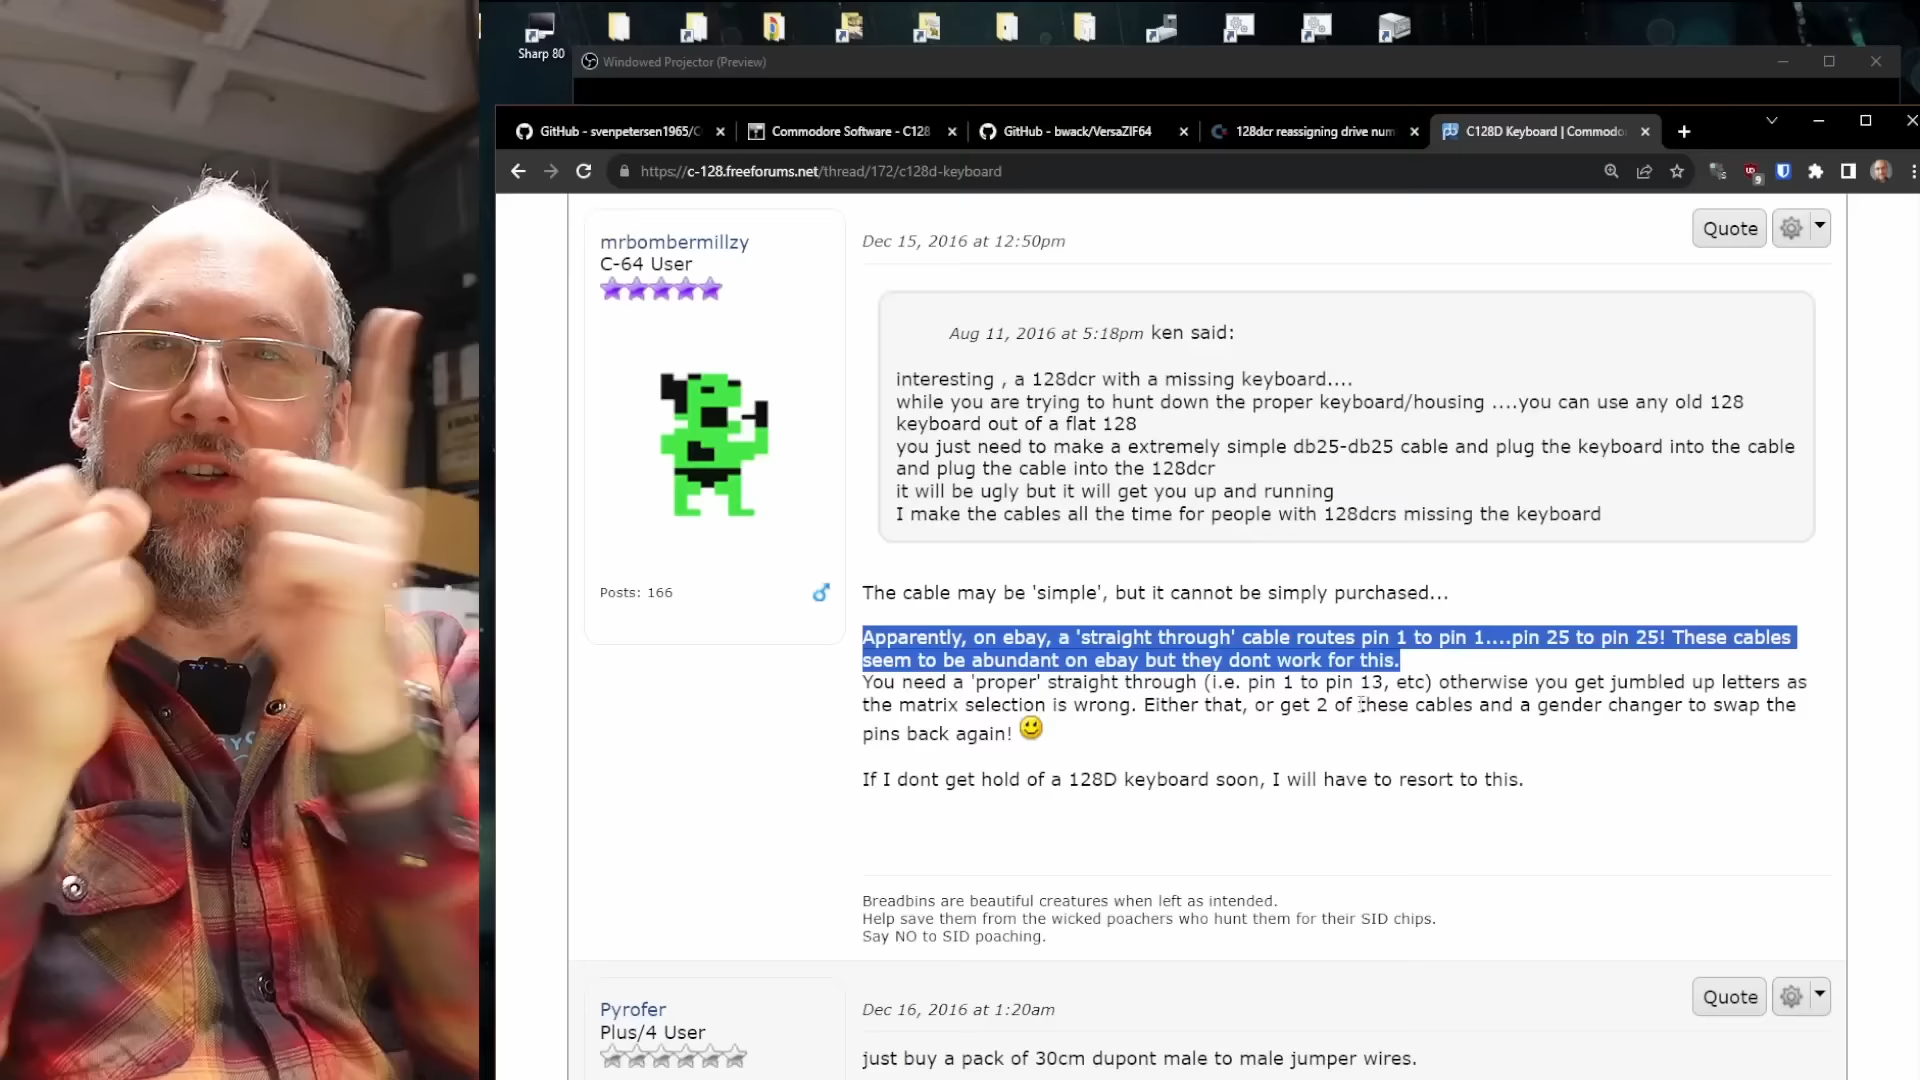 Sharp 80
Windowed Projector (Preview)
GitHub - svenpetersen1965/C
Commodore Software - C128
GitHub - bwack/VersaZIF64
128dcr reassigning drive num
C128D Keyboard | Commodo
https://c-128.freeforums.net/thread/172/c128d-keyboard
9
mrbombermillzy
C-64 User
Posts: 166
Dec 15, 2016 at 12:50pm
Quote
Aug 11, 2016 at 5:18pm ken said:
interesting , a 128dcr with a missing keyboard....
while you are trying to hunt down the proper keyboard/housing ....you can use any old 128
keyboard out of a flat 128
you just need to make a extremely simple db25-db25 cable and plug the keyboard into the cable
and plug the cable into the 128dcr
it will be ugly but it will get you up and running
I make the cables all the time for people with 128dcrs missing the keyboard
The cable may be 'simple', but it cannot be simply purchased...
Apparently, on ebay, a 'straight through' cable routes pin 1 to pin 1....pin 25 to pin 25! These cables
seem to be abundant on ebay but they dont work for this.
You need a 'proper' straight through (i.e. pin 1 to pin 13, etc) otherwise you get jumbled up letters as
the matrix selection is wrong. Either that, or get 2 of these cables and a gender changer to swap the
pins back again!
If I dont get hold of a 128D keyboard soon, I will have to resort to this.
Breadbins are beautiful creatures when left as intended.
Help save them from the wicked poachers who hunt them for their SID chips.
Say NO to SID poaching.
Pyrofer
Plus/4 User
Dec 16, 2016 at 1:20am
Quote
just buy a pack of 30cm dupont male to male jumper wires.